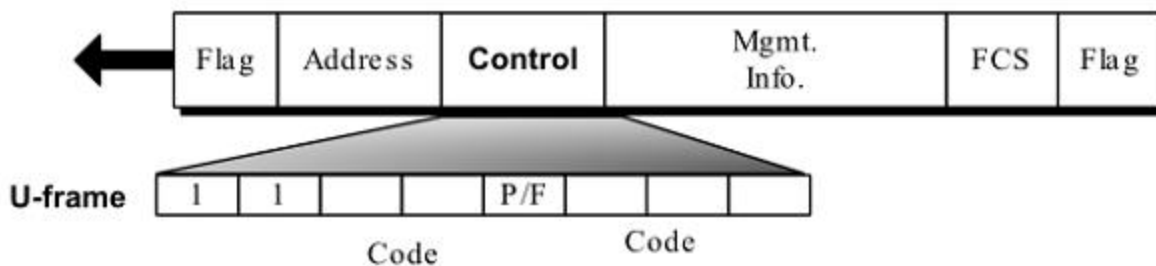 Flag Address Control Mgmt. Info. FCS Flag
U-frame 1 1 P/F
Code Code